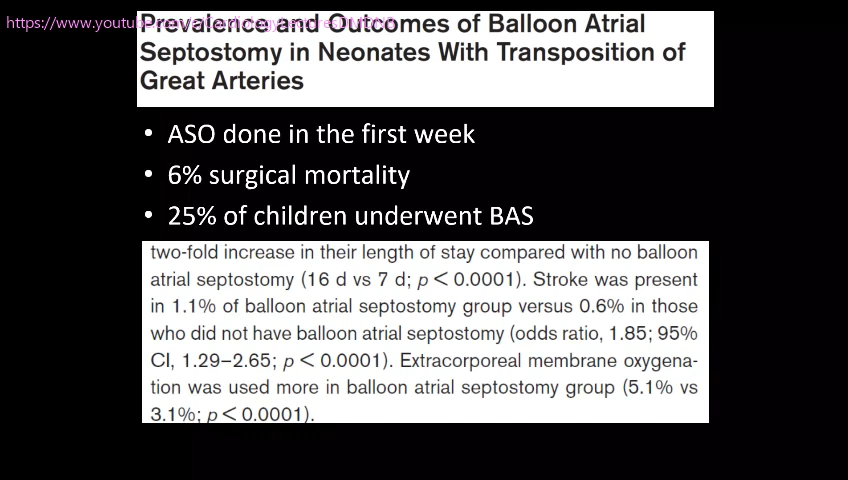 Prevalence and Outcomes of Balloon Atrial
Septostomy in Neonates With Transposition of
Great Arteries
• ASO done in the first week
• 6% surgical mortality
• 25% of children underwent BAS
two-fold increase in their length of stay compared with no balloon
atrial septostomy (16 d vs 7 d; p < 0.0001). Stroke was present
in 1.1% of balloon atrial septostomy group versus 0.6% in those
who did not have balloon atrial septostomy (odds ratio, 1.85; 95%
CI, 1.29–2.65; p < 0.0001). Extracorporeal membrane oxygena-
tion was used more in balloon atrial septostomy group (5.1% vs
3.1%; p < 0.0001).